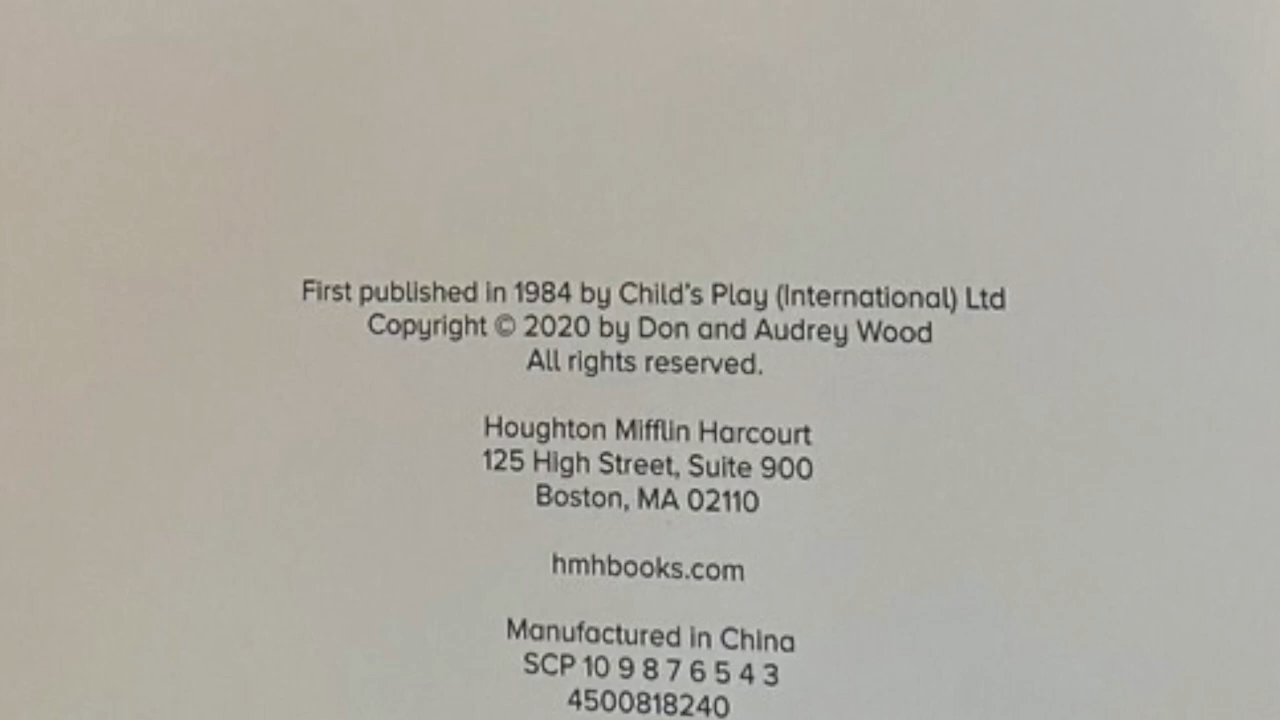 First published in 1984 by Child's Play (International) Ltd
Copyright © 2020 by Don and Audrey Wood
All rights reserved.
Houghton Mifflin Harcourt
125 High Street, Suite 900
Boston, MA 02110
hmhbooks.com
Manufactured in China
SCP 10 9 8 7 6 5 4 3
4500818240